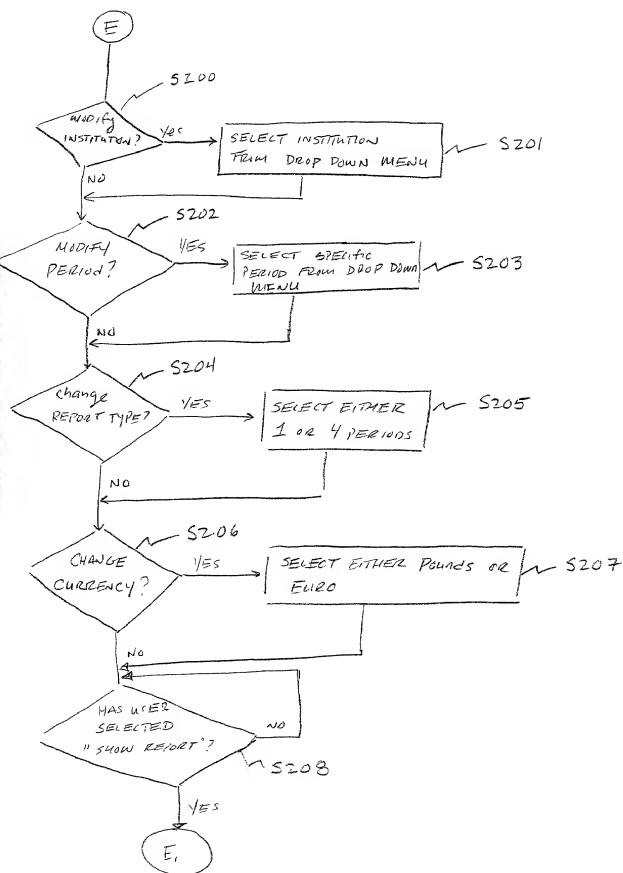 E
S200
Modify
INSTITUTION?
yes
SELECT INSTITUTION
FROM DROP DOWN MENU
S201
NO
S202
MODIFY
PERIOD?
YES
SELECT SPECIFIC
PERIOD FROM DROP DOWN
MENU
S203
NO
S204
Change
REPORT TYPE?
YES
SELECT EITHER
1 OR 4 PERIODS
S205
NO
S206
CHANGE
CURRENCY?
YES
SELECT EITHER POUNDS OR
EURO
S207
NO
HAS USER
SELECTED
"SHOW REPORT"?
NO
S208
YES
E,